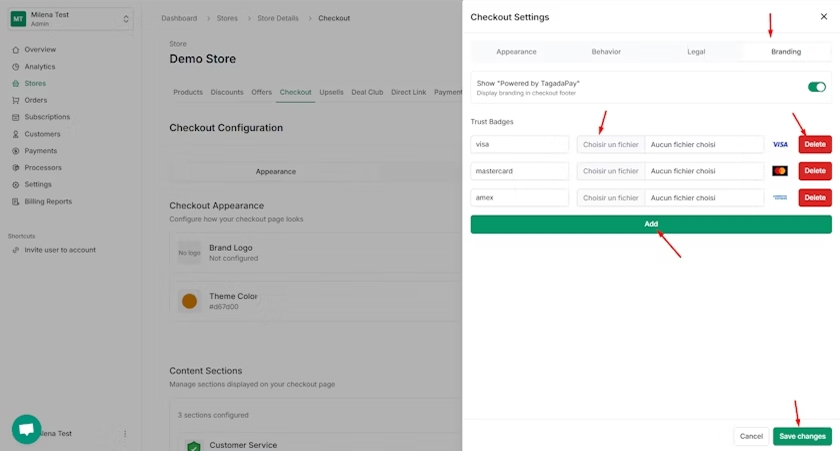 MT
Milena Test
Admin
Overview
Analytics
Stores
Orders
Subscriptions
Customers
Payments
Processors
Settings
Billing Reports
Shortcuts
Invite user to account
lena Test
Dashboard > Stores > Store Details > Checkout
Store
Demo Store
Products Discounts Offers Checkout Upsells Deal Club Direct Link Payment
Checkout Configuration
Appearance
Checkout Appearance
Configure how your checkout page looks
No logo
Brand Logo
Not configured
Theme Color
#d67d00
Content Sections
Manage sections displayed on your checkout page
3 sections configured
Customer Service
Checkout Settings
Appearance Behavior Legal Branding
Show "Powered by TagadaPay"
Display branding in checkout footer
Trust Badges
visa Choisir un fichier Aucun fichier choisi VISA Delete
mastercard Choisir un fichier Aucun fichier choisi Delete
amex Choisir un fichier Aucun fichier choisi Delete
Add
Cancel Save changes